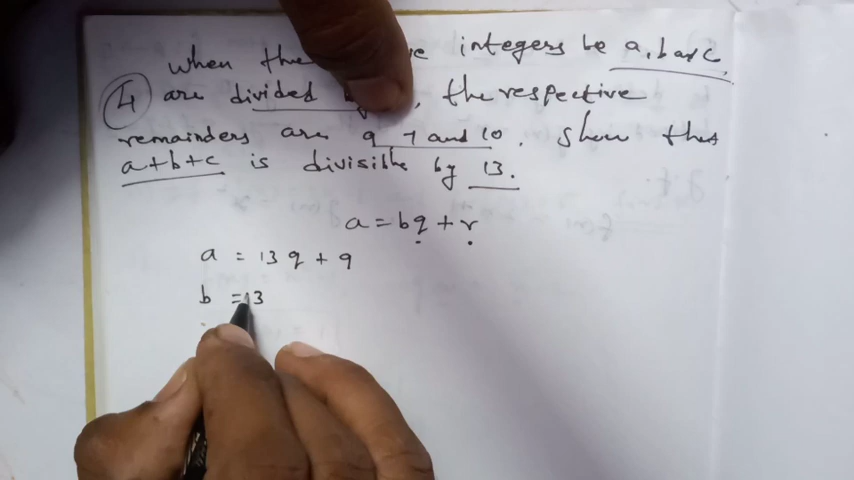 When the integers be a, b and c
4 are divided, the respective
remainders are 9 7 and 10. Show that
a+b+c is divisible by 13.
a = bq + r
a = 13 q + 9
b = 13